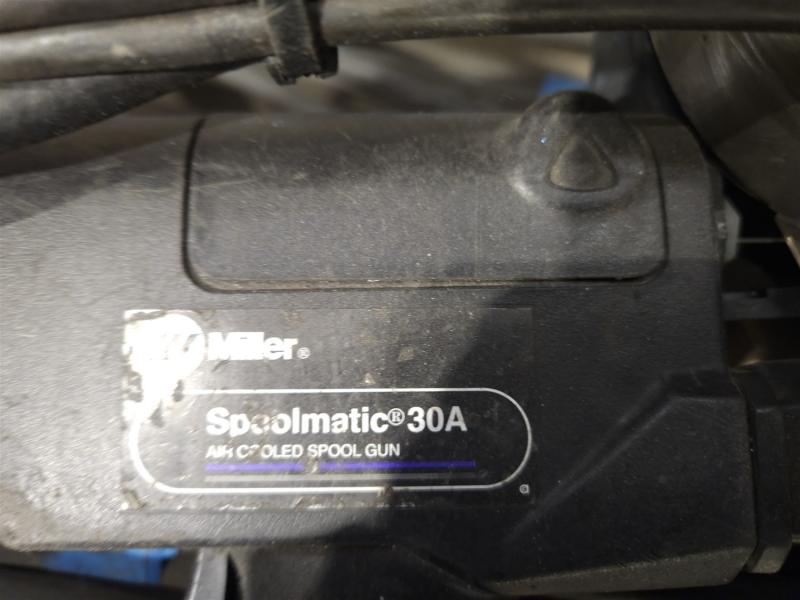 Miller®
Spoolmatic® 30A
AIR COOLED SPOOL GUN